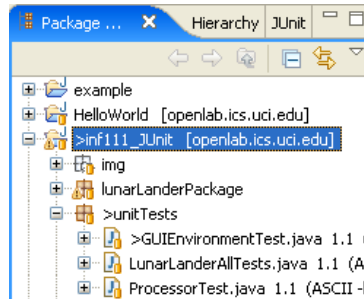 Package ... Hierarchy JUnit
example
HelloWorld [openlab.ics.uci.edu]
>inf111_JUnit [openlab.ics.uci.edu]
img
lunarLanderPackage
>unitTests
>GUIEnvironmentTest.java 1.1
LunarLanderAllTests.java 1.1 (A
ProcessorTest.java 1.1 (ASCII -